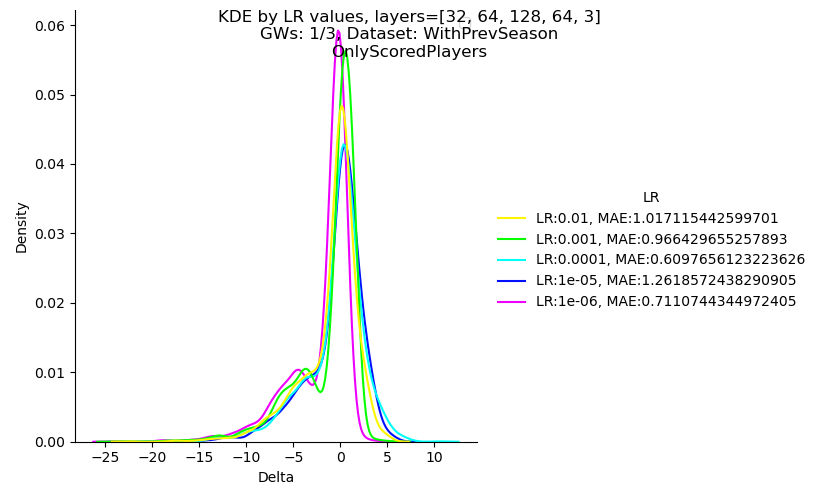 KDE by LR values, layers=[32, 64, 128, 64, 3]
GWs: 1/3, Dataset: WithPrevSeason
OnlyScoredPlayers
0.06
0.05
0.04
0.03
0.02
0.01
0.00
Density
−25
−20
−15
−10
−5
0
5
10
Delta
LR
LR:0.01, MAE:1.017115442599701
LR:0.001, MAE:0.966429655257893
LR:0.0001, MAE:0.6097656123223626
LR:1e-05, MAE:1.2618572438290905
LR:1e-06, MAE:0.7110744344972405